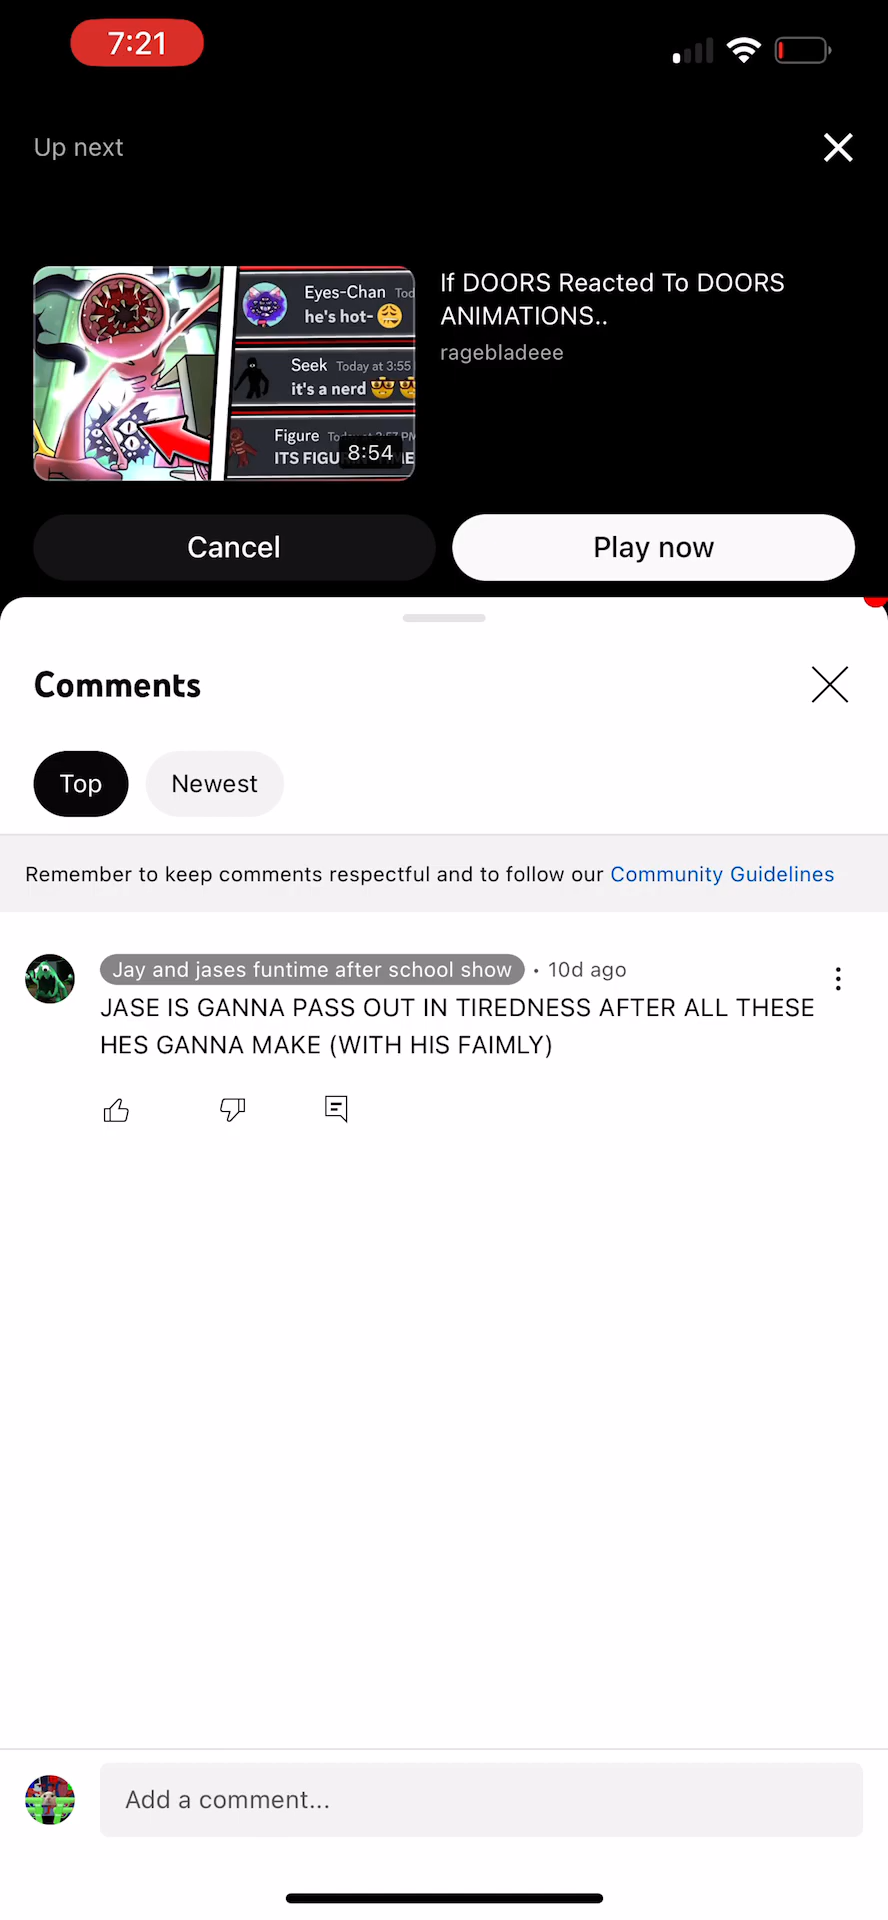 7:21
Up next
If DOORS Reacted To DOORS
ANIMATIONS..
ragebladeee
Eyes-Chan
he's hot-😩
Seek Today at 3:55
it's a nerd 🤓🤓
Figure
8:54
Cancel
Play now
Comments
Top
Newest
Remember to keep comments respectful and to follow our Community Guidelines
Jay and jases funtime after school show • 10d ago
JASE IS GANNA PASS OUT IN TIREDNESS AFTER ALL THESE
HES GANNA MAKE (WITH HIS FAIMLY)
Add a comment...